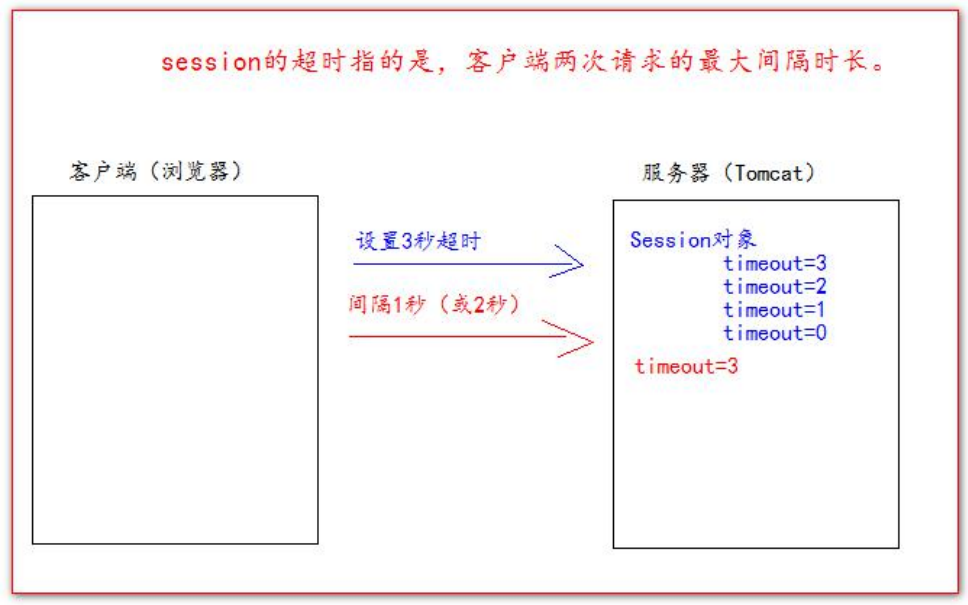 session的超时指的是，客户端两次请求的最大间隔时长。
客户端（浏览器）
服务器（Tomcat）
设置3秒超时
间隔1秒（或2秒）
Session对象
timeout=3
timeout=2
timeout=1
timeout=0
timeout=3